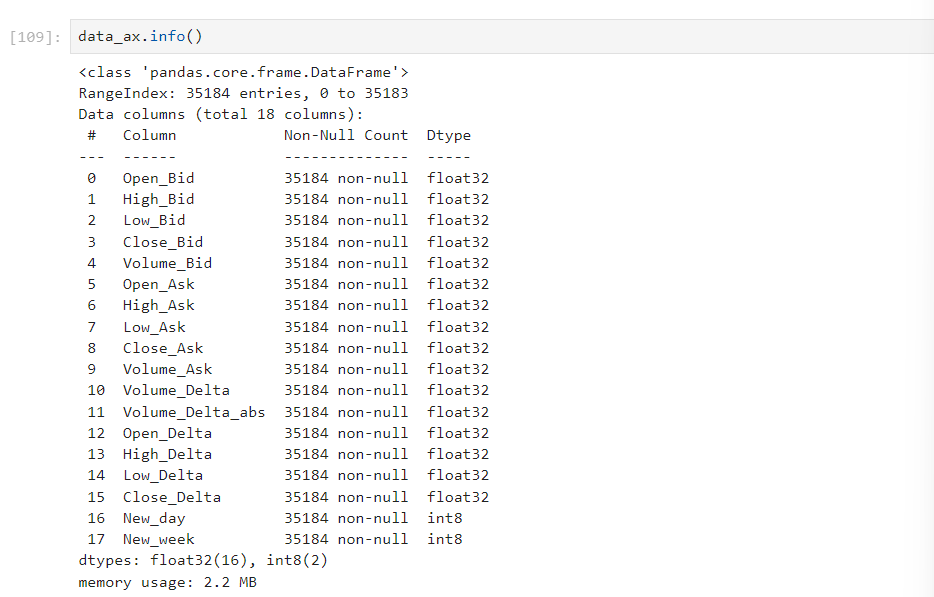 [109]: data_ax.info()
<class 'pandas.core.frame.DataFrame'>
RangeIndex: 35184 entries, 0 to 35183
Data columns (total 18 columns):
 #   Column            Non-Null Count  Dtype
---  ------            --------------  -----
 0   Open_Bid          35184 non-null  float32
 1   High_Bid          35184 non-null  float32
 2   Low_Bid           35184 non-null  float32
 3   Close_Bid         35184 non-null  float32
 4   Volume_Bid        35184 non-null  float32
 5   Open_Ask          35184 non-null  float32
 6   High_Ask          35184 non-null  float32
 7   Low_Ask           35184 non-null  float32
 8   Close_Ask         35184 non-null  float32
 9   Volume_Ask        35184 non-null  float32
 10  Volume_Delta      35184 non-null  float32
 11  Volume_Delta_abs  35184 non-null  float32
 12  Open_Delta        35184 non-null  float32
 13  High_Delta        35184 non-null  float32
 14  Low_Delta         35184 non-null  float32
 15  Close_Delta       35184 non-null  float32
 16  New_day           35184 non-null  int8
 17  New_week          35184 non-null  int8
dtypes: float32(16), int8(2)
memory usage: 2.2 MB